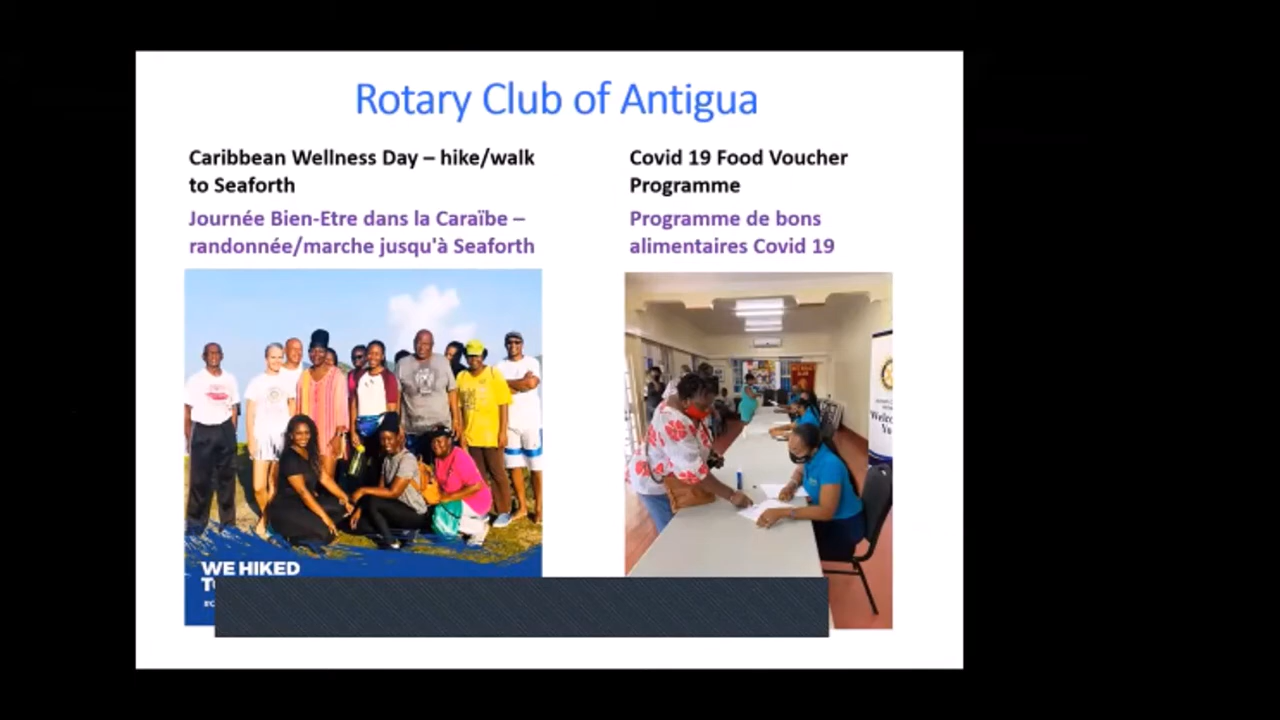 Rotary Club of Antigua
Caribbean Wellness Day – hike/walk
to Seaforth
Journée Bien-Etre dans la Caraïbe –
randonnée/marche jusqu'à Seaforth
Covid 19 Food Voucher
Programme
Programme de bons
alimentaires Covid 19
WE HIKED